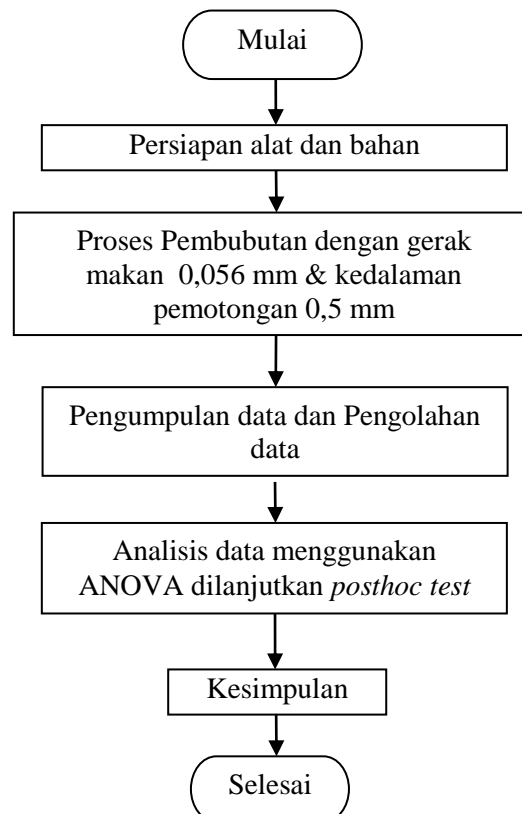 Mulai
Persiapan alat dan bahan
Proses Pembubutan dengan gerak
makan 0,056 mm & kedalaman
pemotongan 0,5 mm
Pengumpulan data dan Pengolahan
data
Analisis data menggunakan
ANOVA dilanjutkan posthoc test
Kesimpulan
Selesai